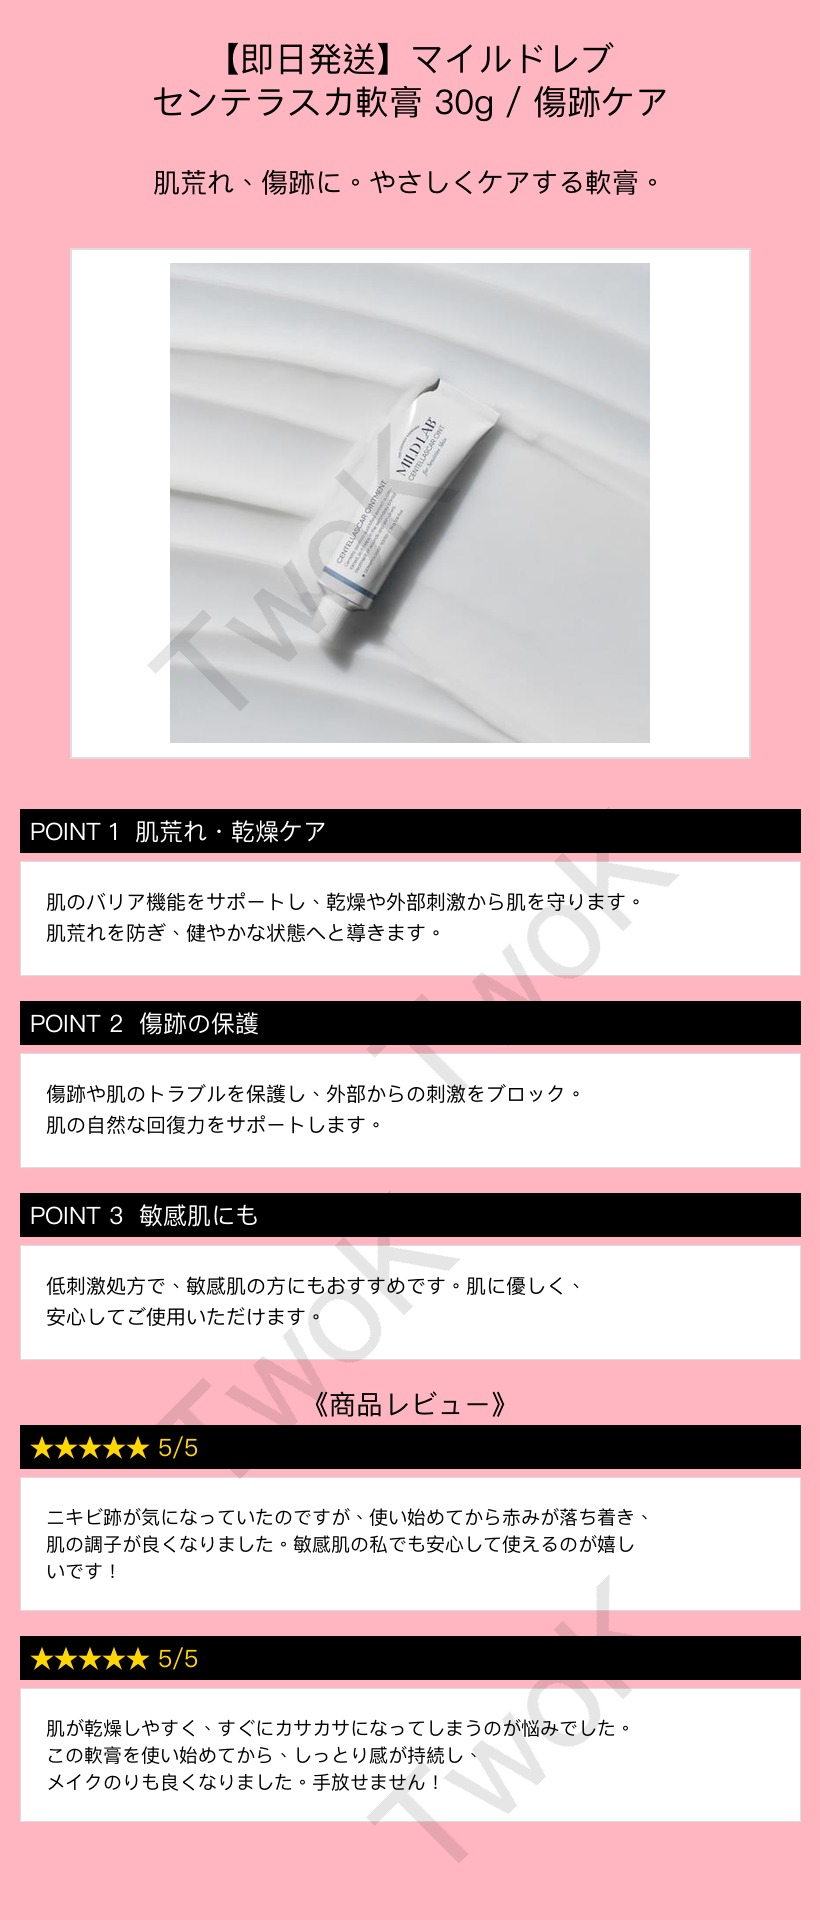 【即日発送】マイルドレブ
センテラスカ軟膏 30g / 傷跡ケア
肌荒れ、傷跡に。やさしくケアする軟膏。
MILD LAB
CENTELLASCAR OINT.
for Sensitive Skin
CENTELLASCAR OINTMENT.
Twok
POINT 1 肌荒れ・乾燥ケア
肌のバリア機能をサポートし、乾燥や外部刺激から肌を守ります。
肌荒れを防ぎ、健やかな状態へと導きます。
Twok
POINT 2 傷跡の保護
傷跡や肌のトラブルを保護し、外部からの刺激をブロック。
肌の自然な回復力をサポートします。
POINT 3 敏感肌にも
低刺激処方で、敏感肌の方にもおすすめです。肌に優しく、
安心してご使用いただけます。
Twok
《商品レビュー》
★★★★★ 5/5
ニキビ跡が気になっていたのですが、使い始めてから赤みが落ち着き、
肌の調子が良くなりました。敏感肌の私でも安心して使えるのが嬉し
いです！
★★★★★ 5/5
肌が乾燥しやすく、すぐにカサカサになってしまうのが悩みでした。
この軟膏を使い始めてから、しっとり感が持続し、
メイクのりも良くなりました。手放せません！
Twok